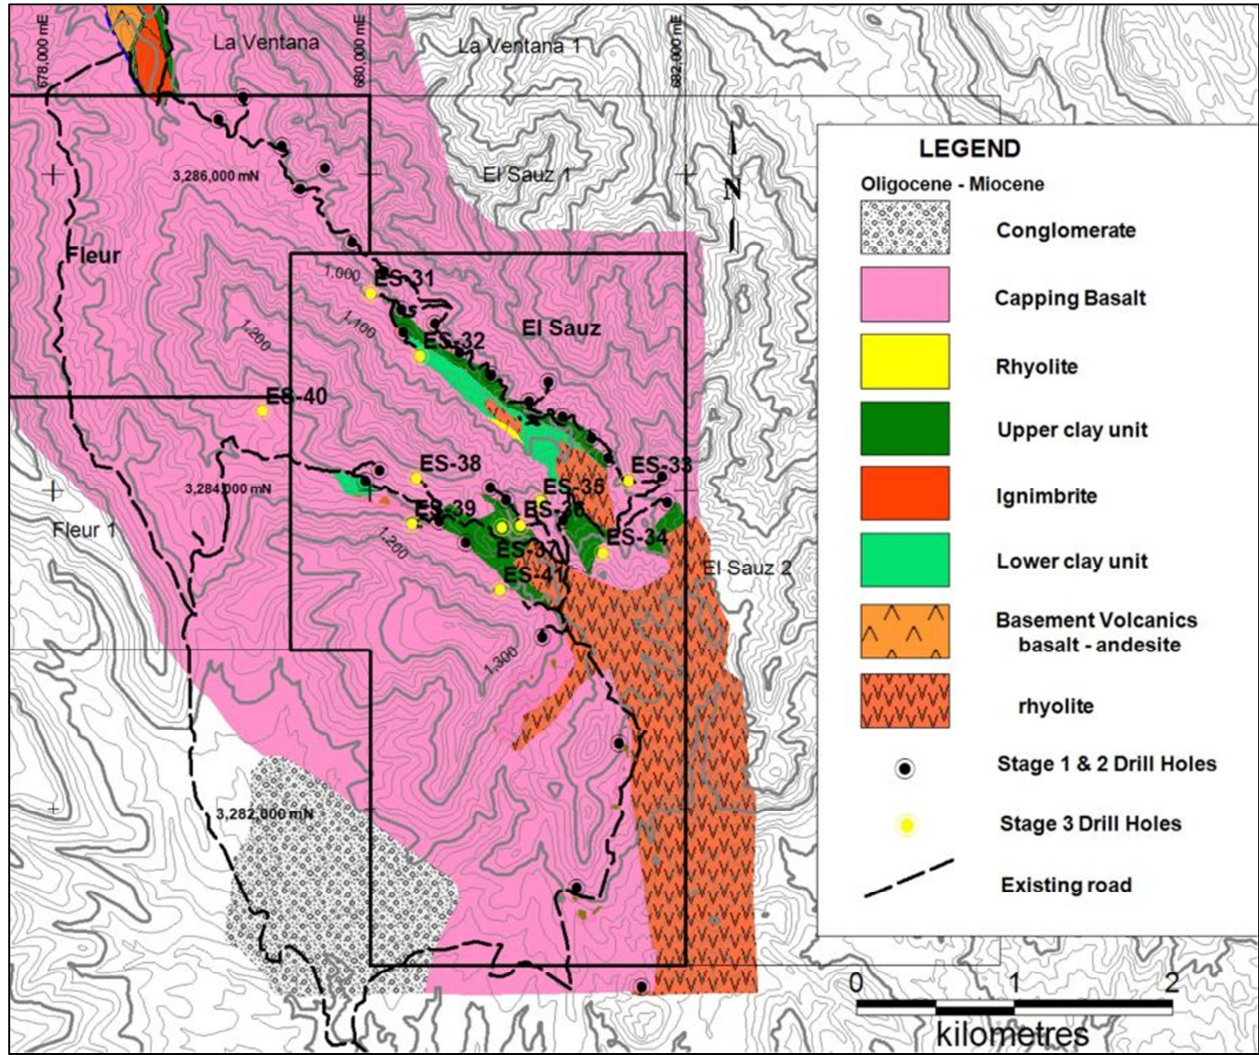 678,000 mE
La Ventana
680,000 mE
La Ventana 1
682,000 mE
3,286,000 mN
El Sauz 1
N
Fleur
1,000
ES-31
1,100
El Sauz
1,200
ES-32
ES-40
ES-38
ES-33
3,284,000 mN
ES-35
Fleur 1
ES-39
ES-36
1,200
ES-37
ES-34
El Sauz 2
ES-41
1,300
3,282,000 mN
LEGEND
Oligocene - Miocene
Conglomerate
Capping Basalt
Rhyolite
Upper clay unit
Ignimbrite
Lower clay unit
Basement Volcanics
basalt - andesite
rhyolite
Stage 1 & 2 Drill Holes
Stage 3 Drill Holes
Existing road
0 1 2
kilometres